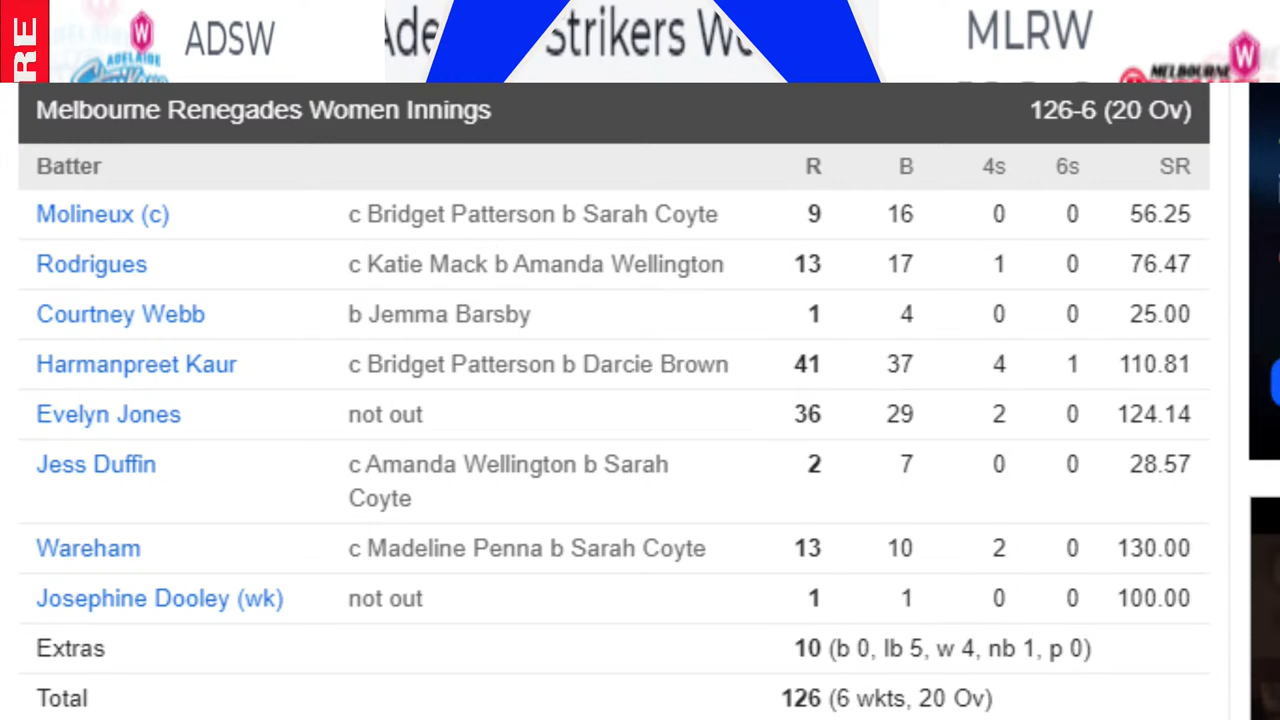 RE
ADSW
Strikers
MLRW
W
ADELAIDE
W
MELBOURNE
Melbourne Renegades Women Innings 126-6 (20 Ov)
Batter R B 4s 6s SR
Molineux (c) c Bridget Patterson b Sarah Coyte 9 16 0 0 56.25
Rodrigues c Katie Mack b Amanda Wellington 13 17 1 0 76.47
Courtney Webb b Jemma Barsby 1 4 0 0 25.00
Harmanpreet Kaur c Bridget Patterson b Darcie Brown 41 37 4 1 110.81
Evelyn Jones not out 36 29 2 0 124.14
Jess Duffin c Amanda Wellington b Sarah 2 7 0 0 28.57
Coyte
Wareham c Madeline Penna b Sarah Coyte 13 10 2 0 130.00
Josephine Dooley (wk) not out 1 1 0 0 100.00
Extras 10 (b 0, lb 5, w 4, nb 1, p 0)
Total 126 (6 wkts, 20 Ov)